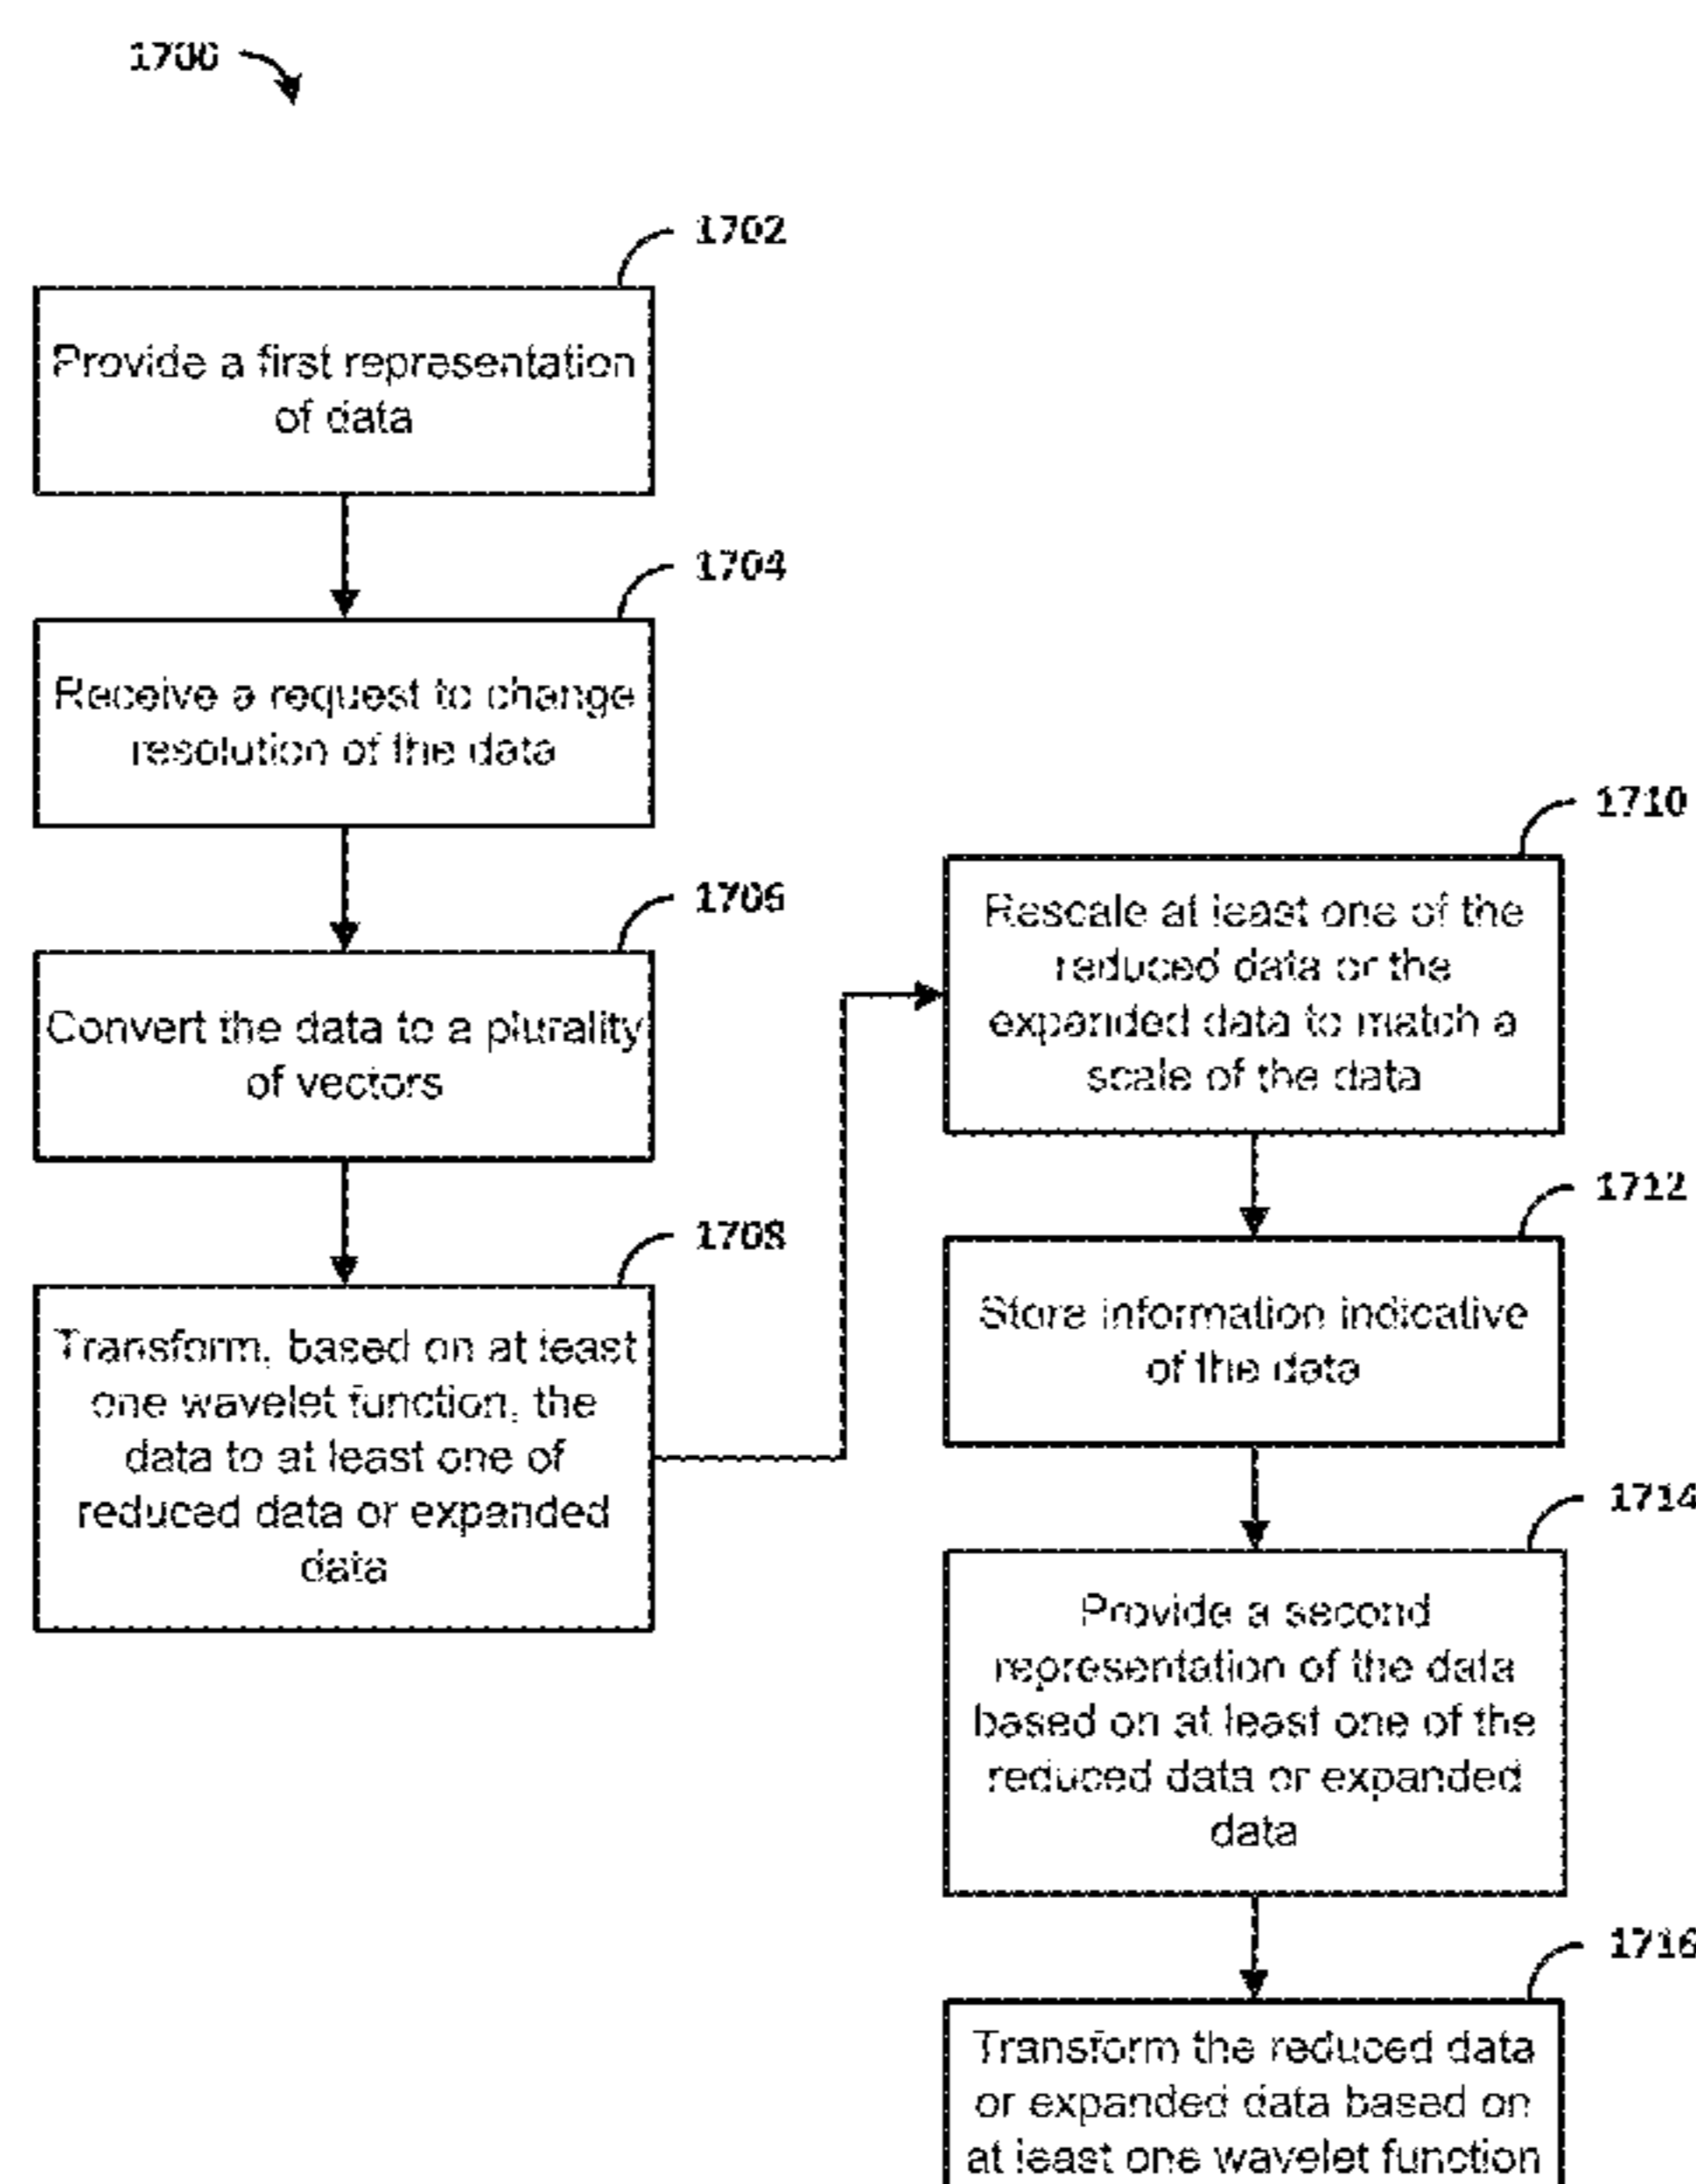 1700
1702
Provide a first representation
of data
1704
Receive a request to change
resolution of the data
1706
Convert the data to a plurality
of vectors
1708
Transform, based on at least
one wavelet function, the
data to at least one of
reduced data or expanded
data
1710
Rescale at least one of the
reduced data or the
expanded data to match a
scale of the data
1712
Store information indicative
of the data
1714
Provide a second
representation of the data
based on at least one of the
reduced data or expanded
data
1716
Transform the reduced data
or expanded data based on
at least one wavelet function